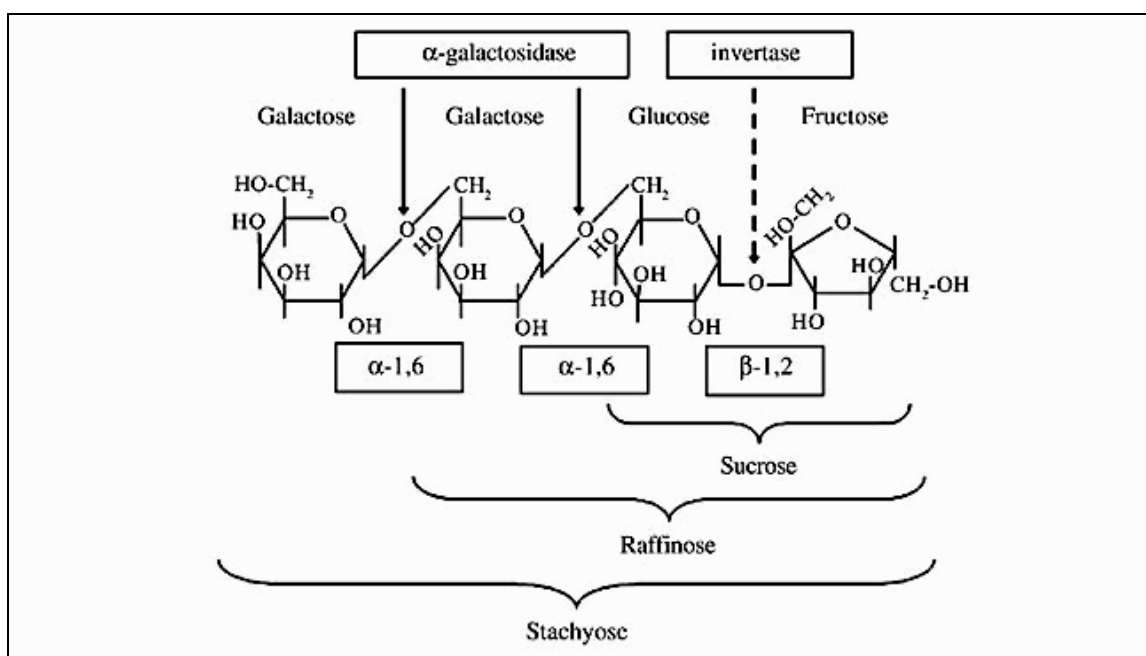 α-galactosidase invertase
Galactose Galactose Glucose Fructose
HO-CH₂ CH₂ CH₂ HO-CH₂
O O O O
HO O HO O HO O HO CH₂-OH
OH OH OH HO
HO
OH OH OH HO
α-1,6 α-1,6 β-1,2
Sucrose
Raffinose
Stachyose